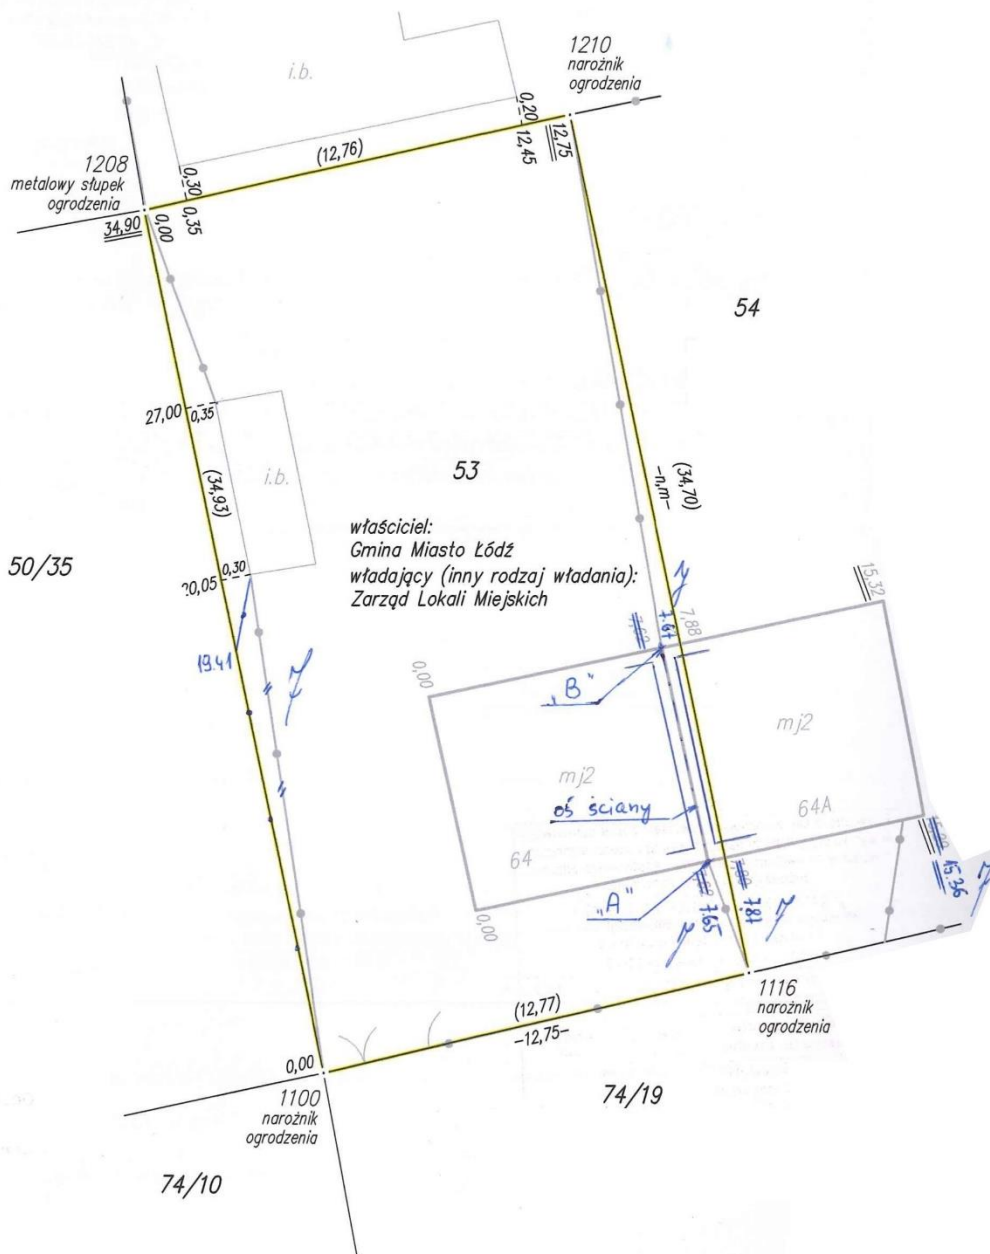 i.b.
1210
narożnik
ogrodzenia
0,20
12,45
12,75
(12,76)
1208
metalowy słupek
ogrodzenia
0,30
0,35
34,90
0,00
54
27,00
0,35
(34,93)
i.b.
53
(34,70)
-n,m-
właściciel:
Gmina Miasto Łódź
władający (inny rodzaj władania):
Zarząd Lokali Miejskich
50/35
0,30
20,05
19.41
15,32
7,88
7.67
0,00
„B"
mj2
mj2
oś ściany
64A
64
„A"
0,00
7.65
7.87
15.36
1116
narożnik
ogrodzenia
(12,77)
-12,75-
0,00
1100
narożnik
ogrodzenia
74/19
74/10